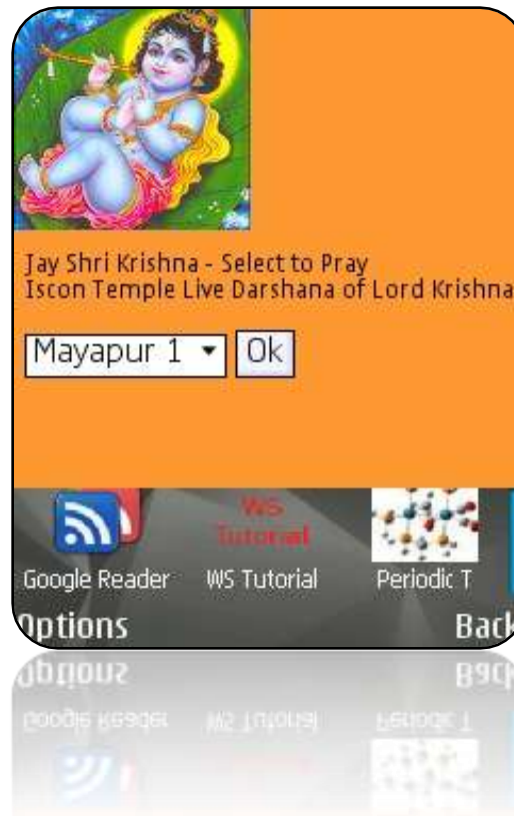 Jay Shri Krishna - Select to Pray
Iscon Temple Live Darshana of Lord Krishna
Mayapur 1 Ok
WS
Tutorial
Google Reader WS Tutorial Periodic T
Options Back